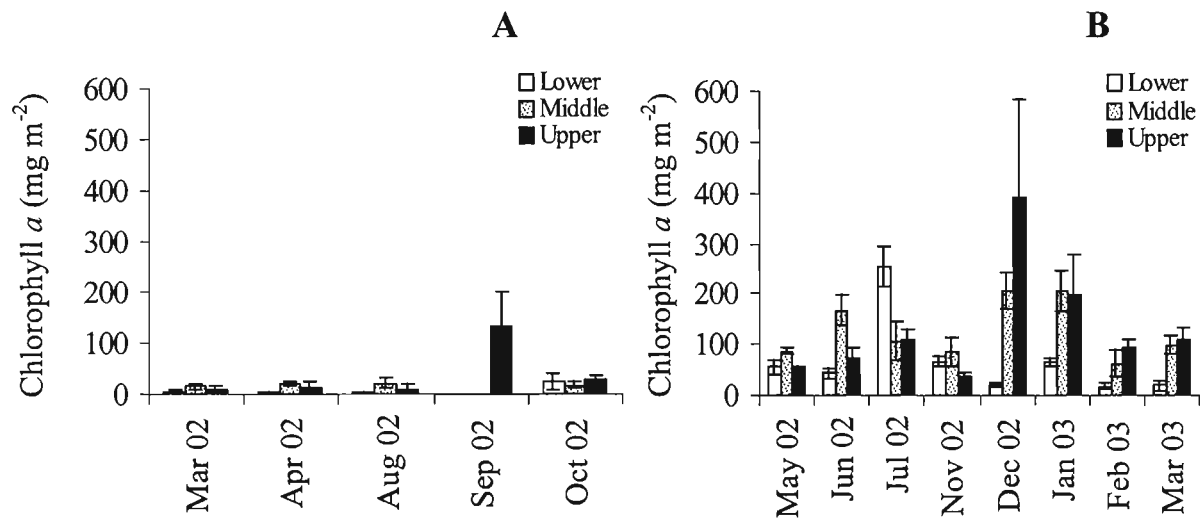 A
Chlorophyll a (mg m⁻²)
600
500
400
300
200
100
0
Lower
Middle
Upper
Mar 02
Apr 02
Aug 02
Sep 02
Oct 02
B
Chlorophyll a (mg m⁻²)
600
500
400
300
200
100
0
Lower
Middle
Upper
May 02
Jun 02
Jul 02
Nov 02
Dec 02
Jan 03
Feb 03
Mar 03